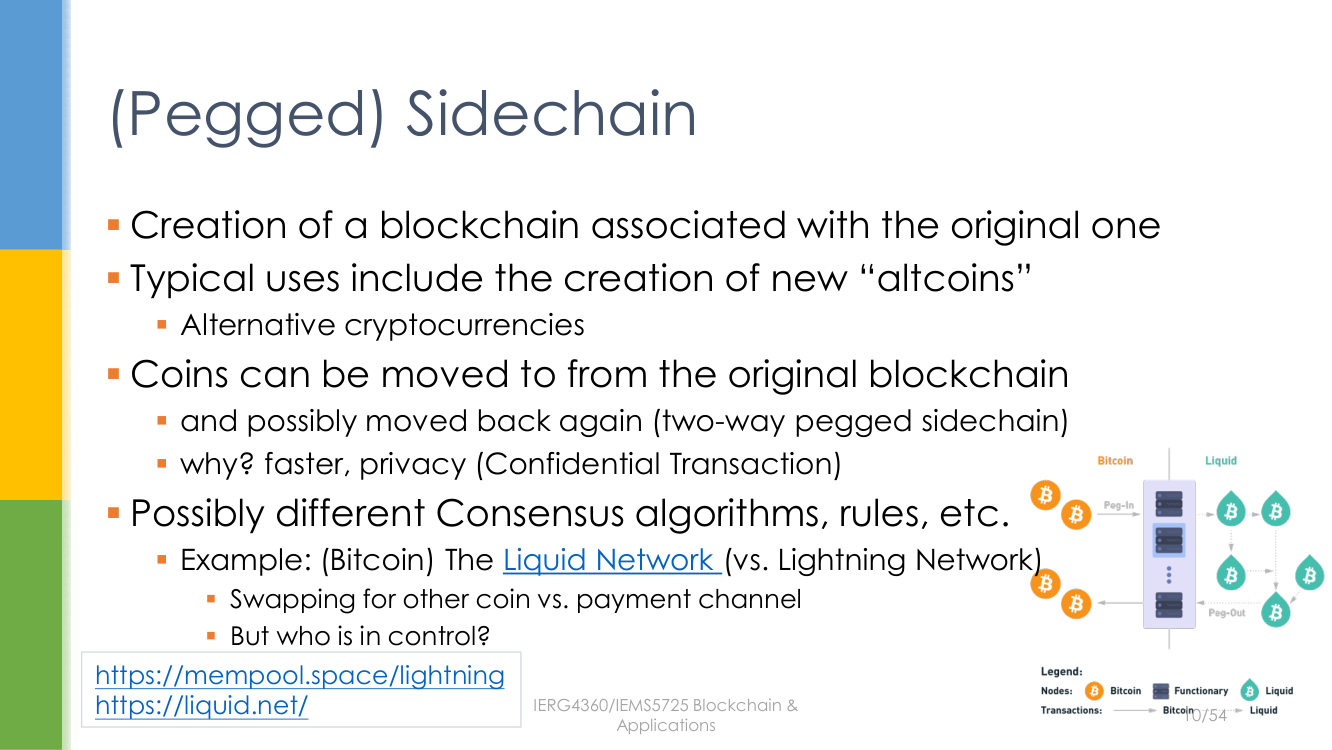 (Pegged) Sidechain
Creation of a blockchain associated with the original one
Typical uses include the creation of new “altcoins”
Alternative cryptocurrencies
Coins can be moved to from the original blockchain
and possibly moved back again (two-way pegged sidechain)
why? faster, privacy (Confidential Transaction)
Possibly different Consensus algorithms, rules, etc.
Example: (Bitcoin) The Liquid Network (vs. Lightning Network)
Swapping for other coin vs. payment channel
But who is in control?
https://mempool.space/lightning
https://liquid.net/
Bitcoin Liquid
Peg-In
Peg-Out
Legend:
Nodes: Bitcoin Functionary Liquid
Transactions: Bitcoin Liquid
IERG4360/IEMS5725 Blockchain &
Applications
10/54